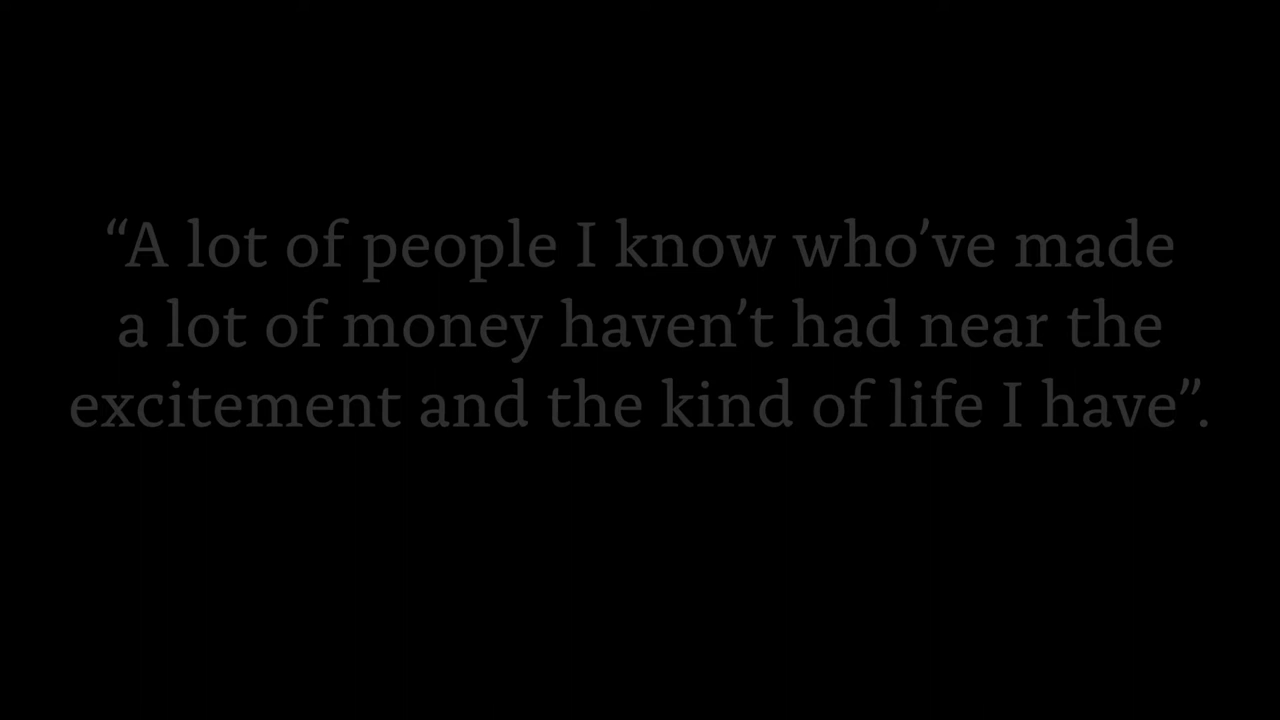 “A lot of people I know who’ve made
a lot of money haven’t had near the
excitement and the kind of life I have”.